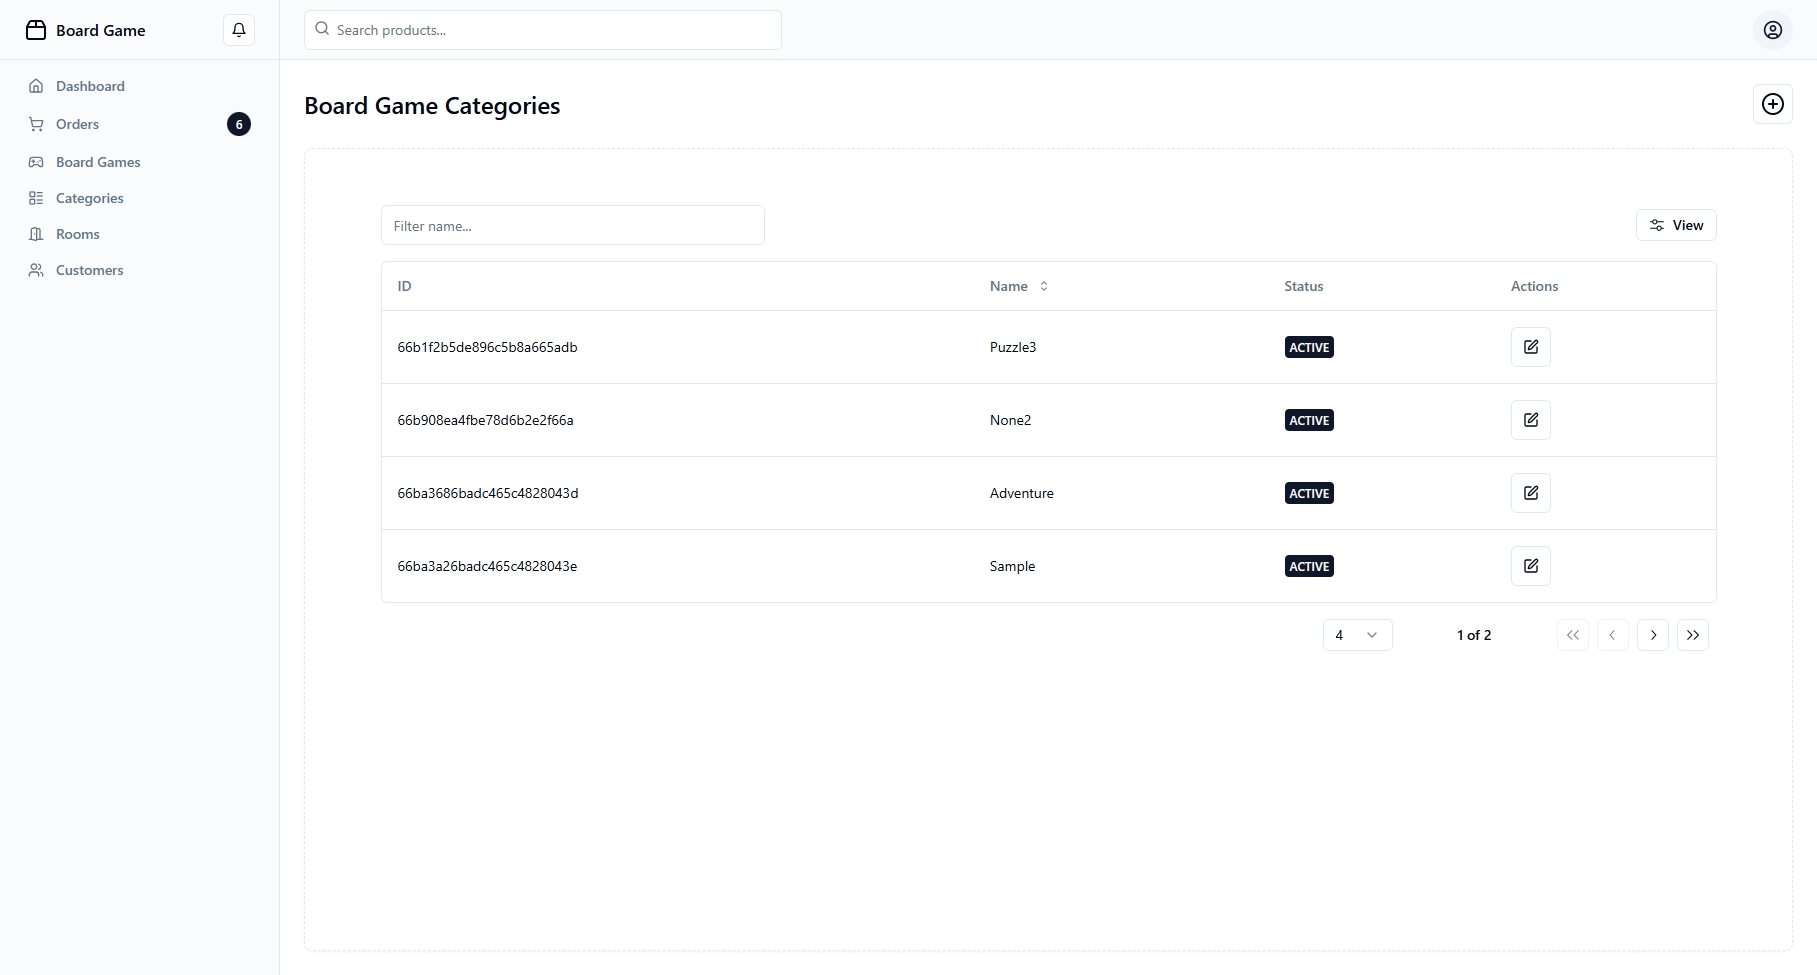 Board Game
Search products...
Dashboard
Orders 6
Board Games
Categories
Rooms
Customers
Board Game Categories
Filter name...
View
ID Name Status Actions
66b1f2b5de896c5b8a665adb Puzzle3 ACTIVE
66b908ea4fbe78d6b2e2f66a None2 ACTIVE
66ba3686badc465c4828043d Adventure ACTIVE
66ba3a26badc465c4828043e Sample ACTIVE
4 1 of 2